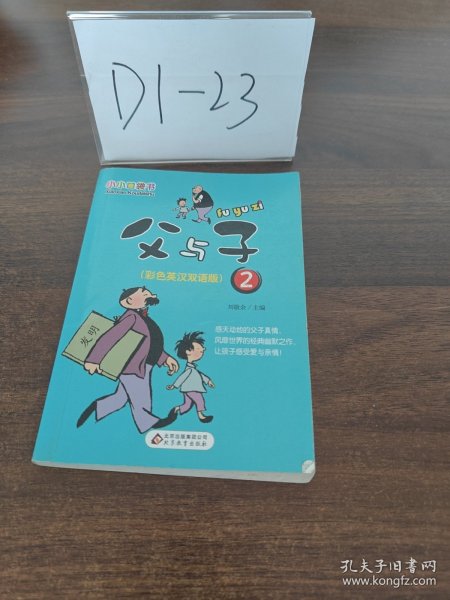 D1-23
小小口袋书
fu yu zi
父与子
(彩色英汉双语版) 2
刘敬余/主编
发明
感天动地的父子真情,
风靡世界的经典幽默之作,
让孩子感受爱与亲情!
北京出版集团公司
北京教育出版社
孔夫子旧书网
www.kongfz.com